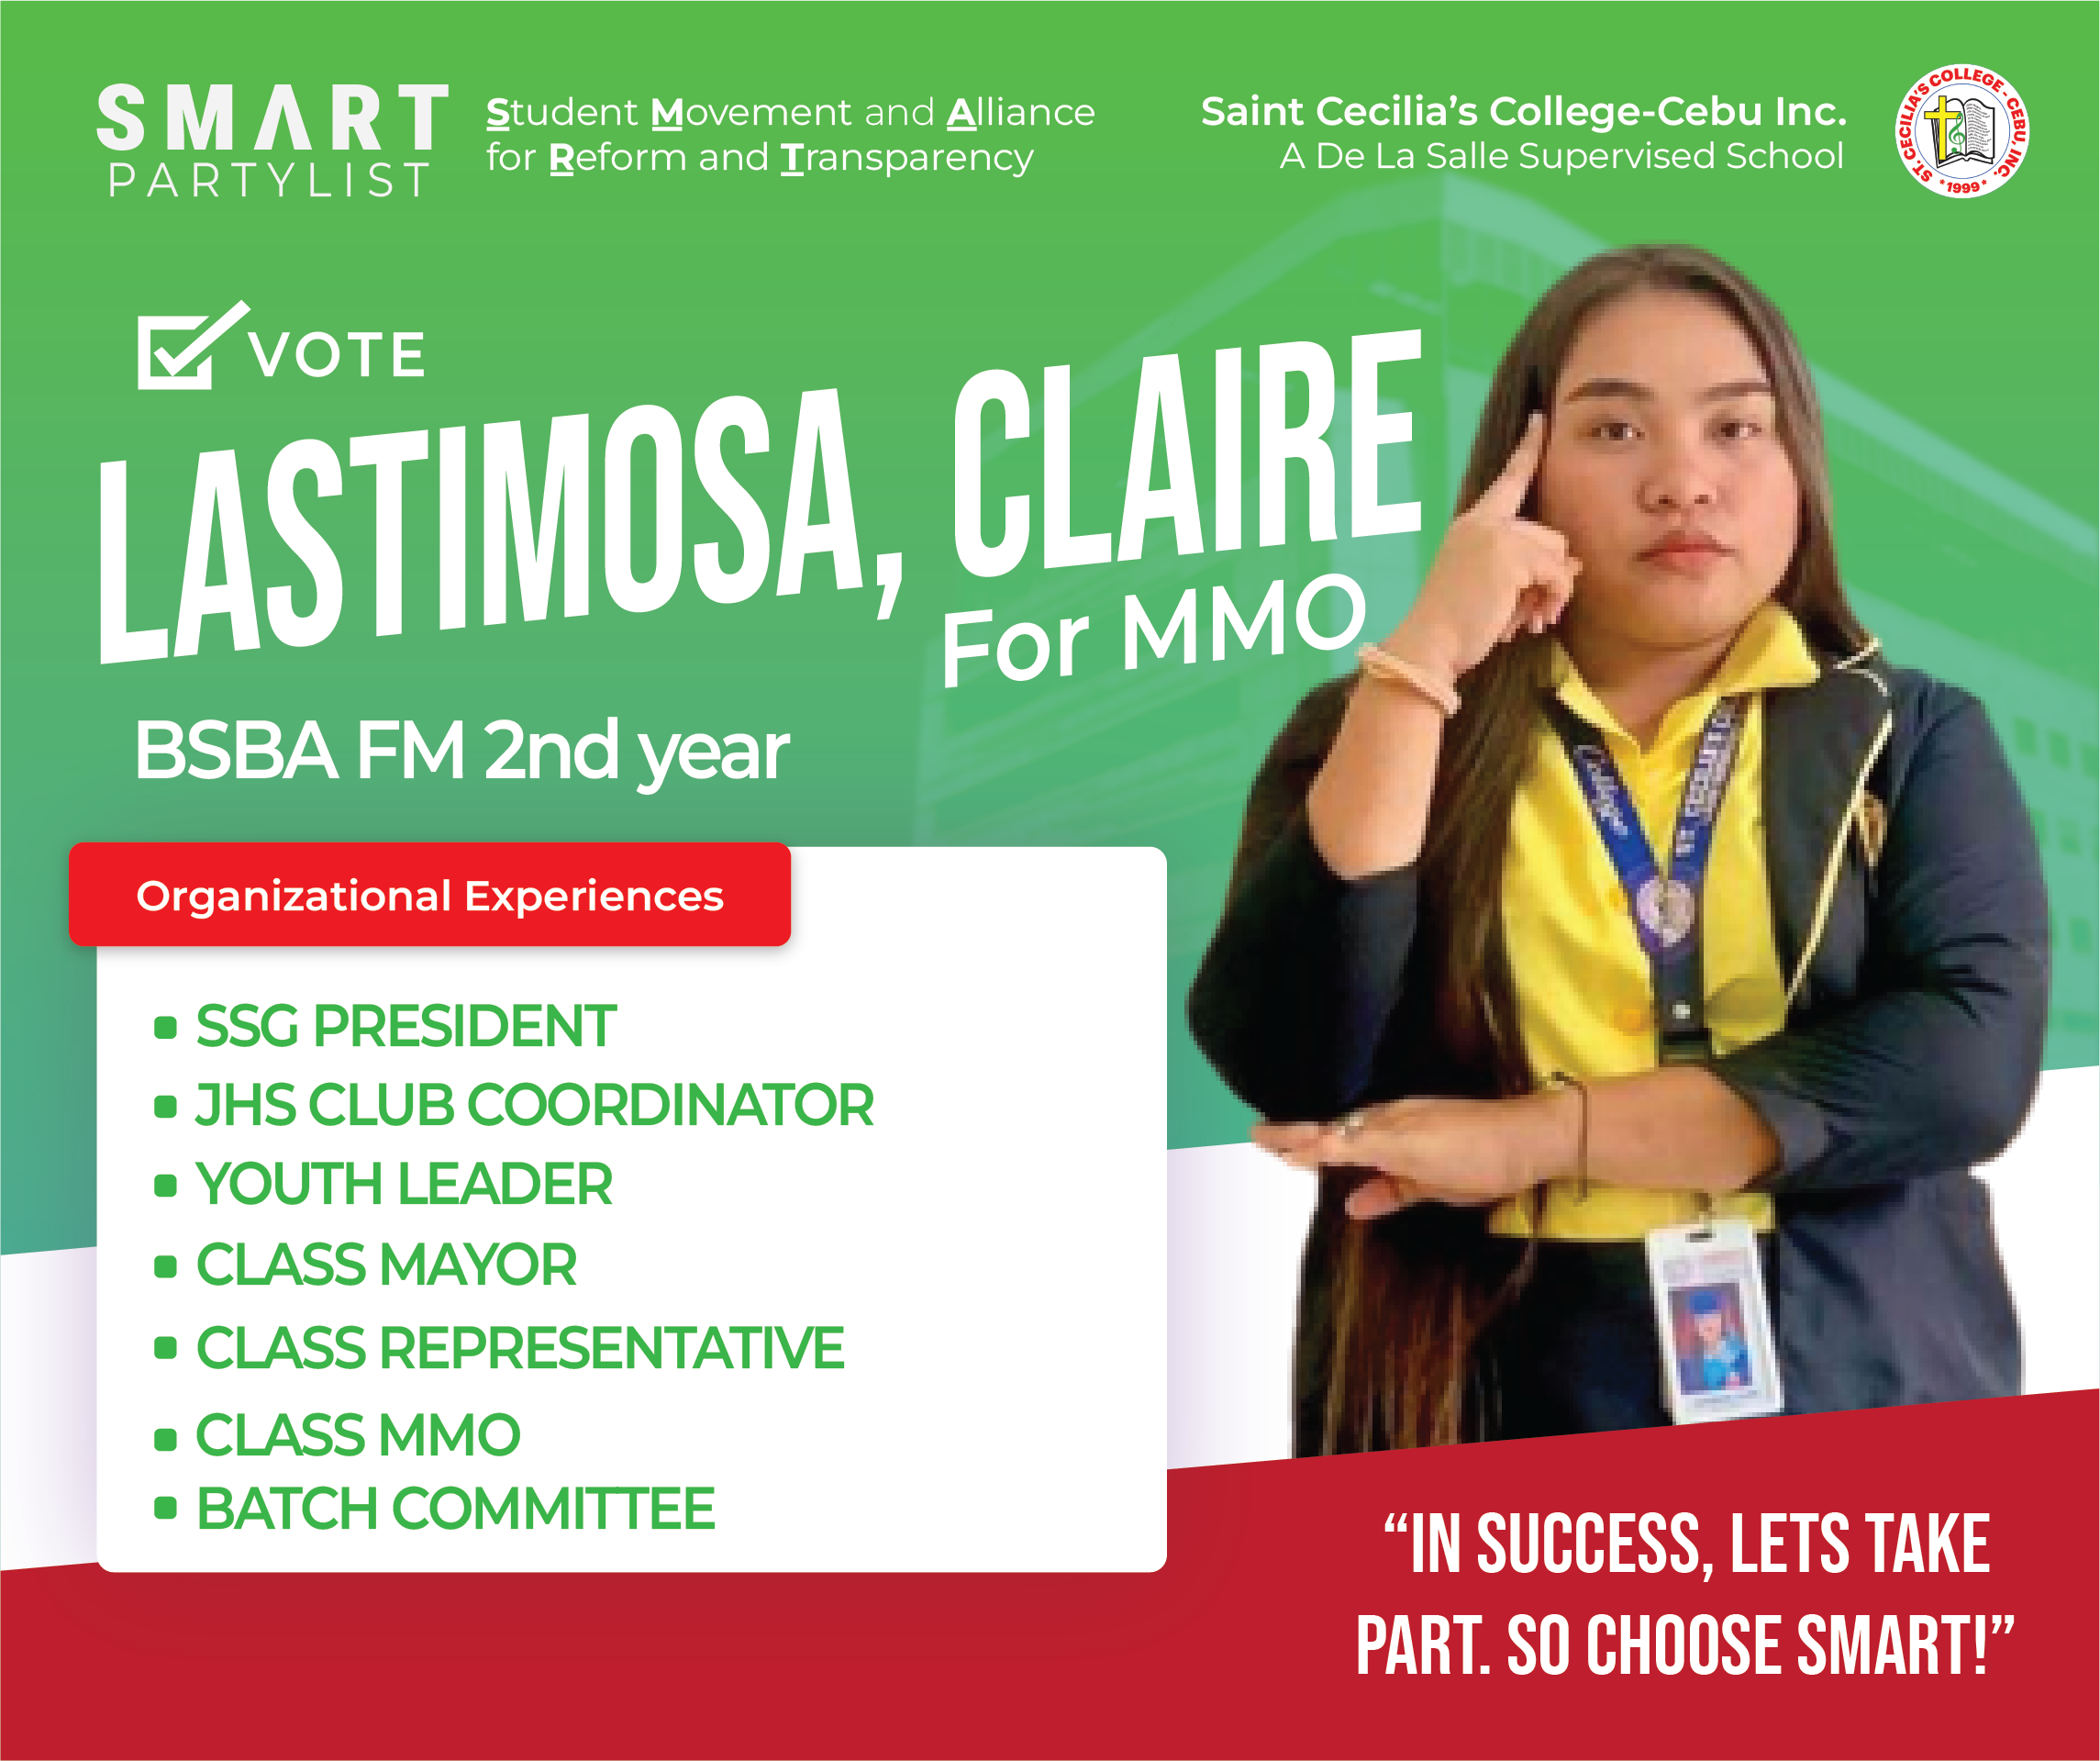 SMART
PARTYLIST
Student Movement and Alliance
for Reform and Transparency
Saint Cecilia's College-Cebu Inc.
A De La Salle Supervised School
ST. CECILIA'S COLLEGE - CEBU, INC.
* 1999 *
VOTE
LASTIMOSA, CLAIRE
For MMO
BSBA FM 2nd year
Organizational Experiences
SSG PRESIDENT
JHS CLUB COORDINATOR
YOUTH LEADER
CLASS MAYOR
CLASS REPRESENTATIVE
CLASS MMO
BATCH COMMITTEE
College
“IN SUCCESS, LETS TAKE
PART. SO CHOOSE SMART!”